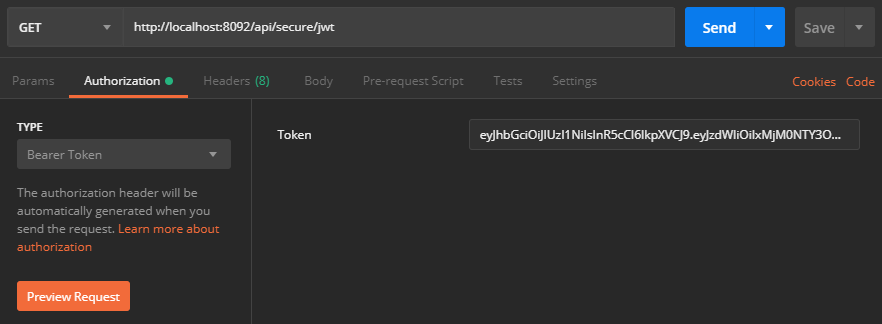 GET http://localhost:8092/api/secure/jwt Send Save
Params Authorization Headers (8) Body Pre-request Script Tests Settings Cookies Code
TYPE
Bearer Token
The authorization header will be
automatically generated when you
send the request. Learn more about
authorization
Preview Request
Token eyJhbGciOiJIUzI1NiIsInR5cCI6IkpXVCJ9.eyJzdWIiOiIxMjM0NTY3O...